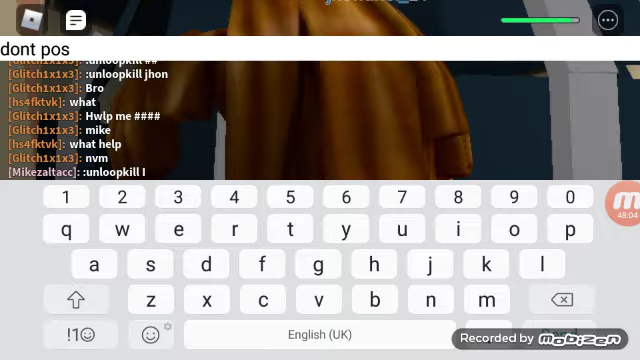 dont pos
[Glitch1x1x3]: :unloopkill ##
[Glitch1x1x3]: :unloopkill jhon
[Glitch1x1x3]: Bro
[hs4fktvk]: what
[Glitch1x1x3]: Hwlp me ####
[Glitch1x1x3]: mike
[hs4fktvk]: what help
[Glitch1x1x3]: nvm
[Mikezaltacc]: :unloopkill I
1 2 3 4 5 6 7 8 9 0
q w e r t y u i o p
a s d f g h j k l
z x c v b n m
!1☺ English (UK)
48:04
Recorded by mobizen